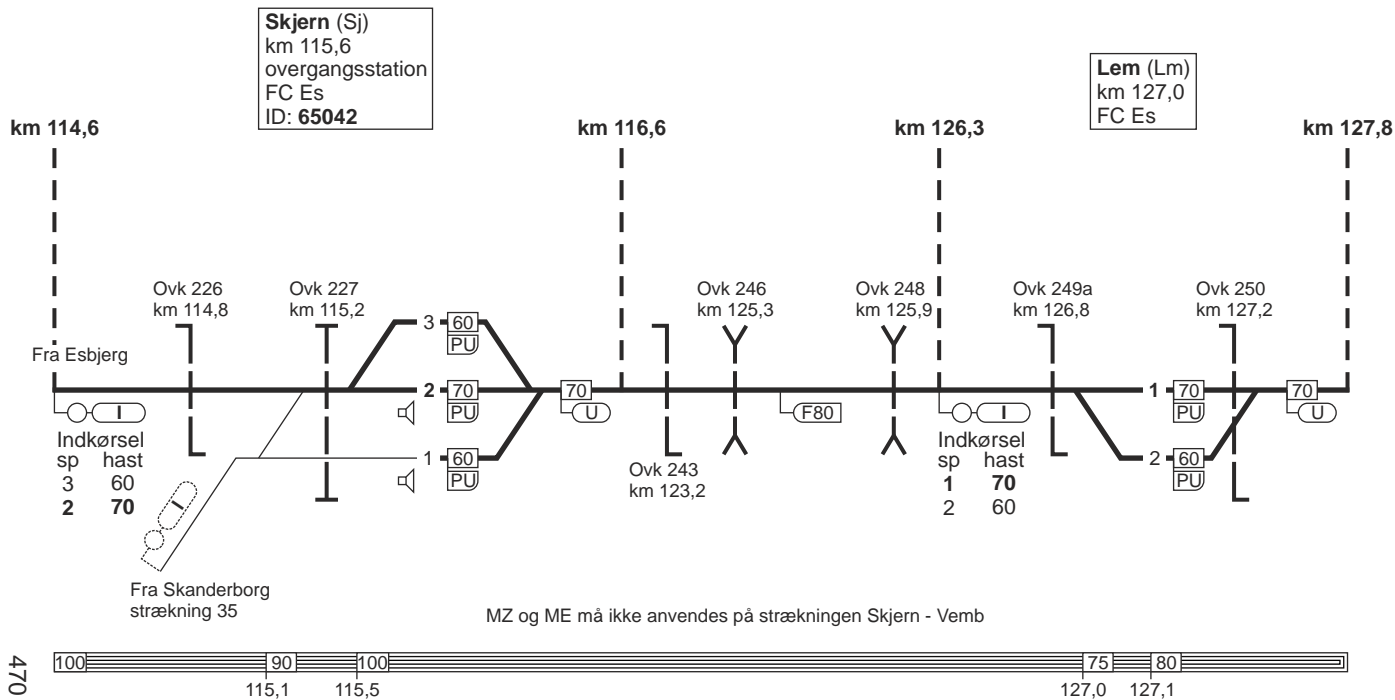 Skjern (Sj)
km 115,6
overgangsstation
FC Es
ID: 65042
Lem (Lm)
km 127,0
FC Es
km 114,6
km 116,6
km 126,3
km 127,8
Ovk 226
km 114,8
Ovk 227
km 115,2
Ovk 246
km 125,3
Ovk 248
km 125,9
Ovk 249a
km 126,8
Ovk 250
km 127,2
3 60
PU
Fra Esbjerg
2 70
PU
70
U
F80
1 70
PU
70
U
I
Indkørsel
sp hast
3 60
2 70
1 60
PU
Ovk 243
km 123,2
I
Indkørsel
sp hast
1 70
2 60
2 60
PU
I
Fra Skanderborg
strækning 35
MZ og ME må ikke anvendes på strækningen Skjern - Vemb
100 90 100 75 80
115,1 115,5 127,0 127,1
470